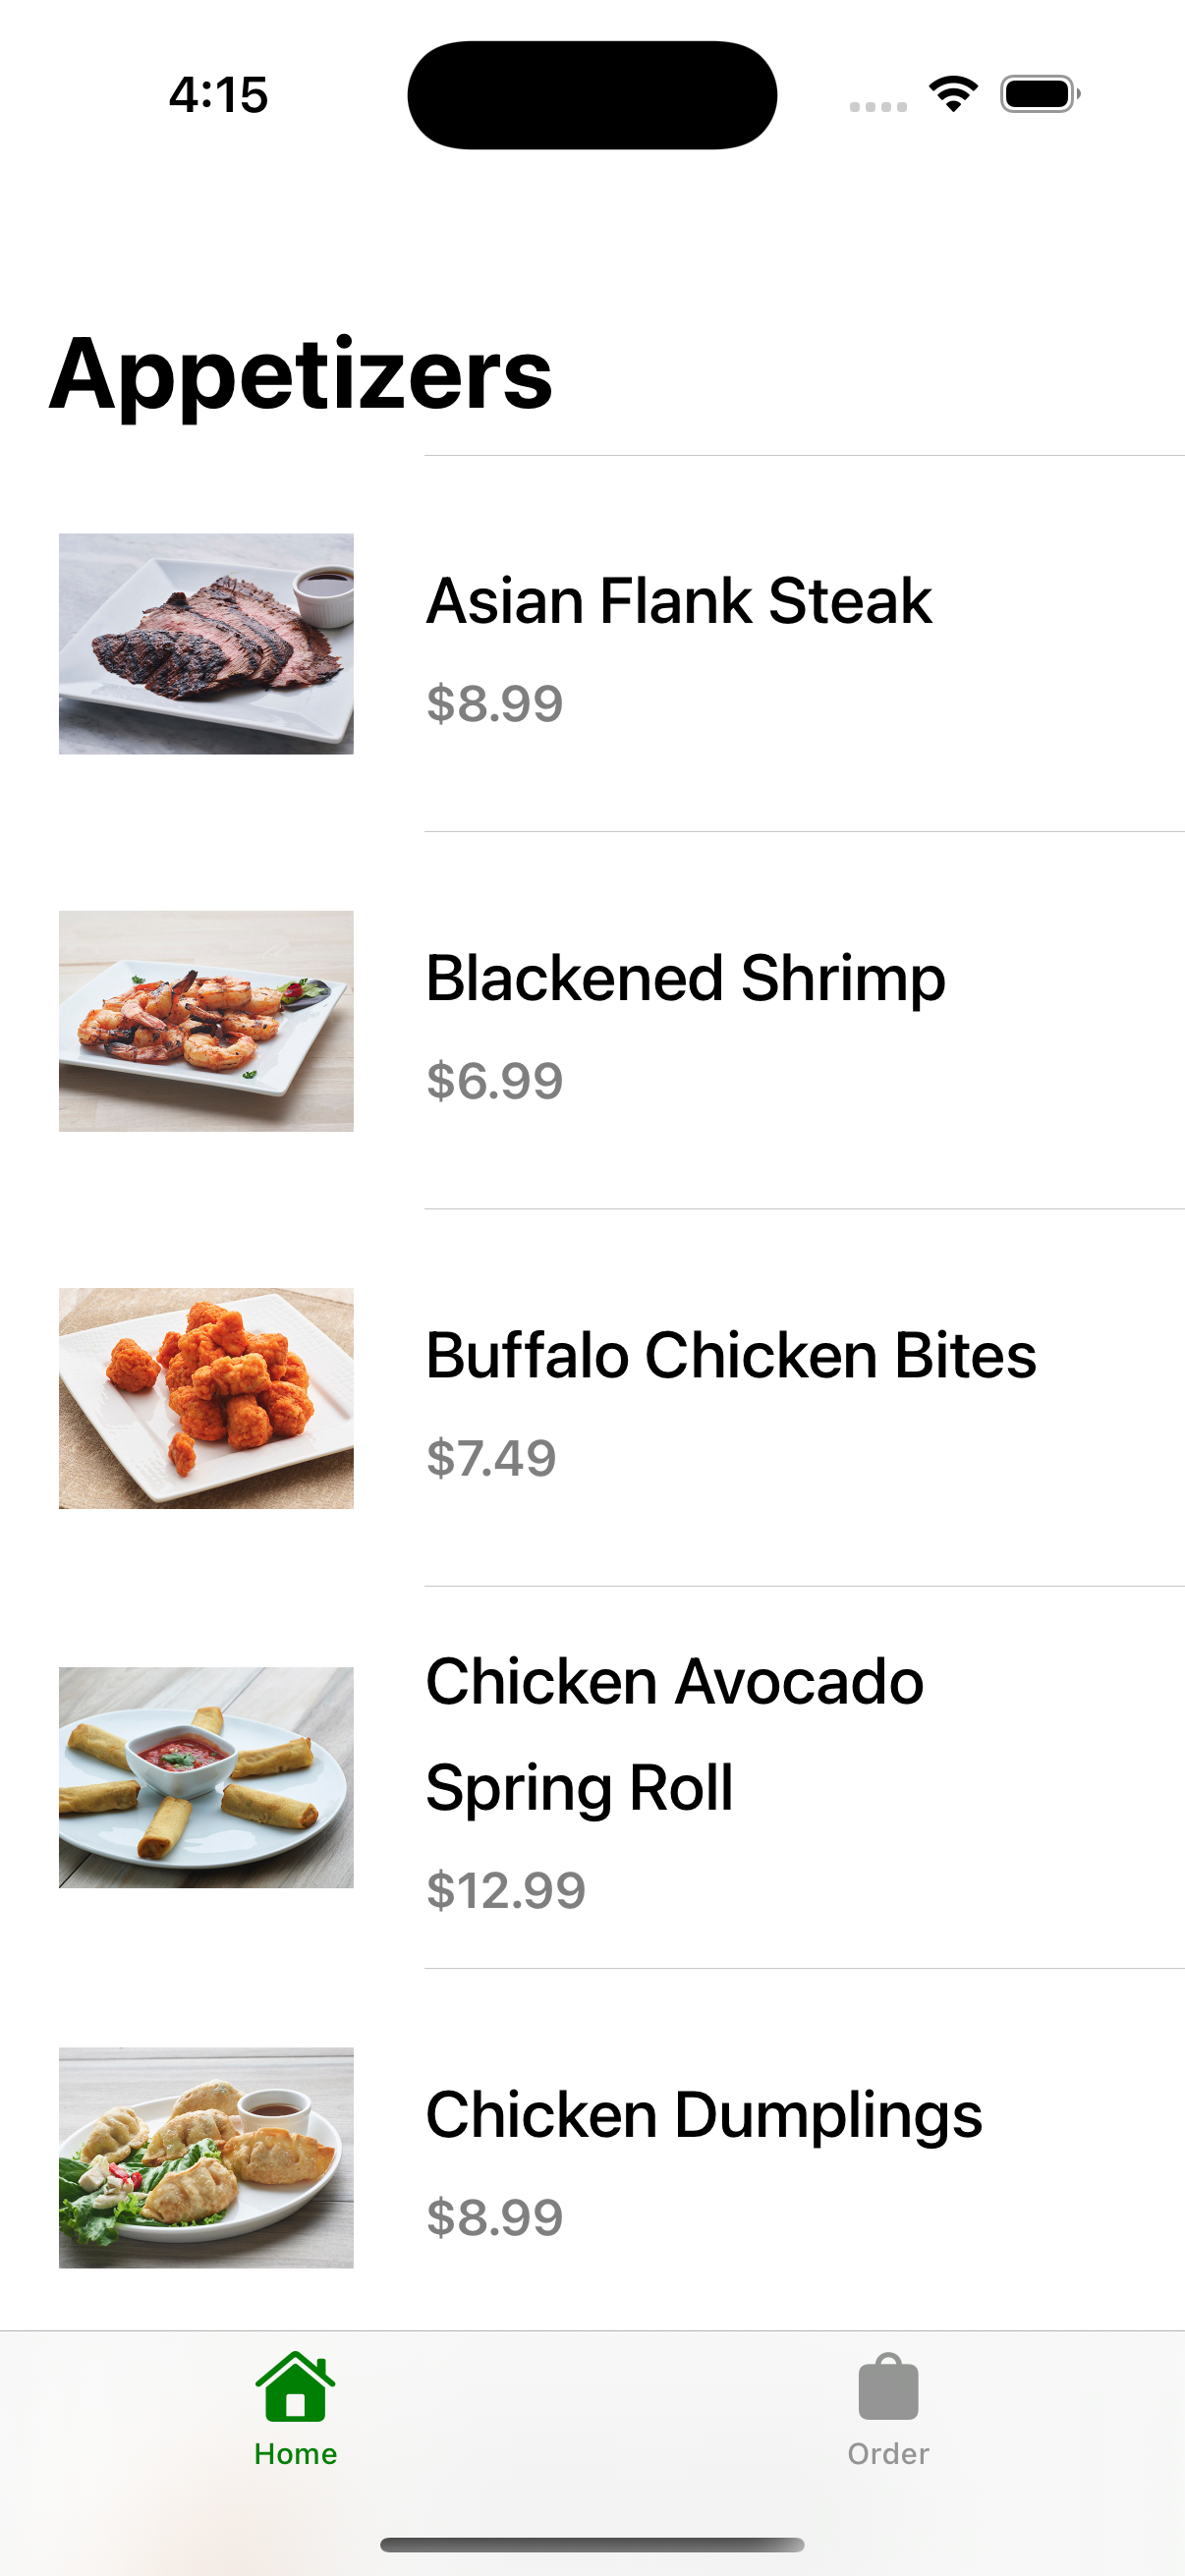 4:15
Appetizers
Asian Flank Steak
$8.99
Blackened Shrimp
$6.99
Buffalo Chicken Bites
$7.49
Chicken Avocado
Spring Roll
$12.99
Chicken Dumplings
$8.99
Home
Order